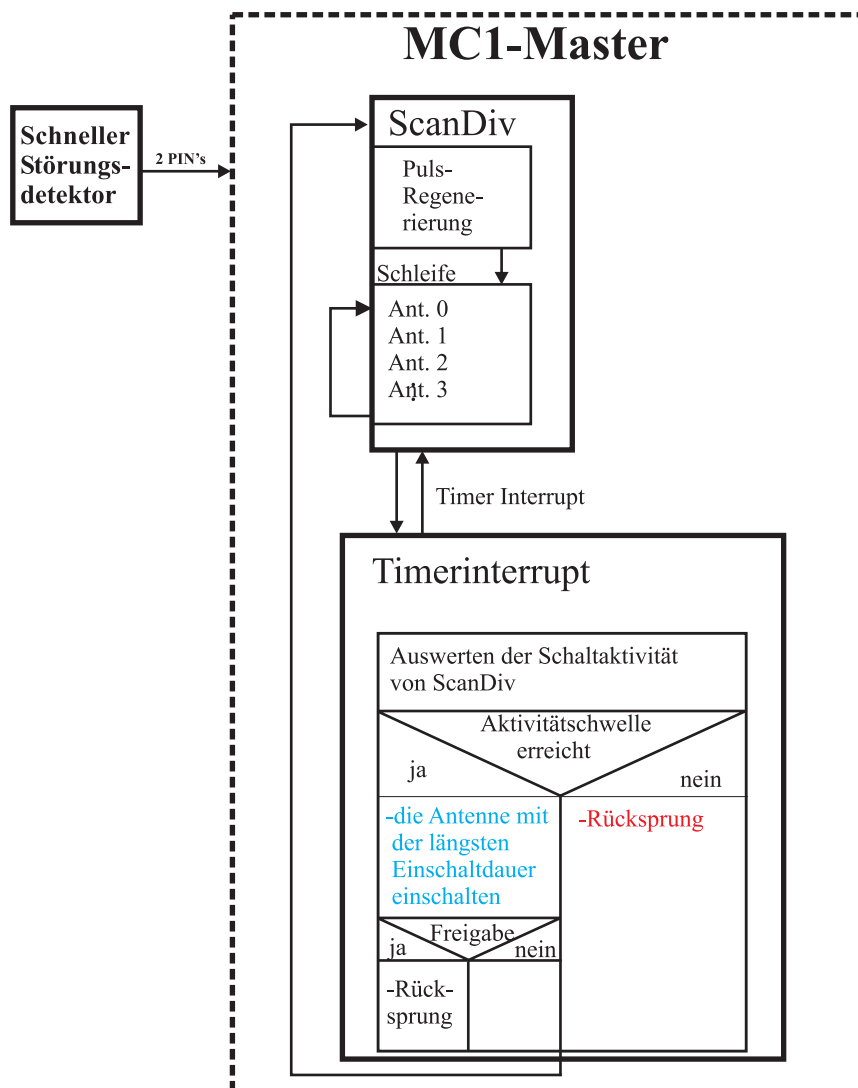 MC1-Master
Schneller
Störungs-
detektor
2 PIN's
ScanDiv
Puls-
Regene-
rierung
Schleife
Ant. 0
Ant. 1
Ant. 2
Ant. 3
Timer Interrupt
Timerinterrupt
Auswerten der Schaltaktivität
von ScanDiv
Aktivitätschwelle
erreicht
ja
nein
-die Antenne mit
der längsten
Einschaltdauer
einschalten
-Rücksprung
Freigabe
ja
nein
-Rück-
sprung